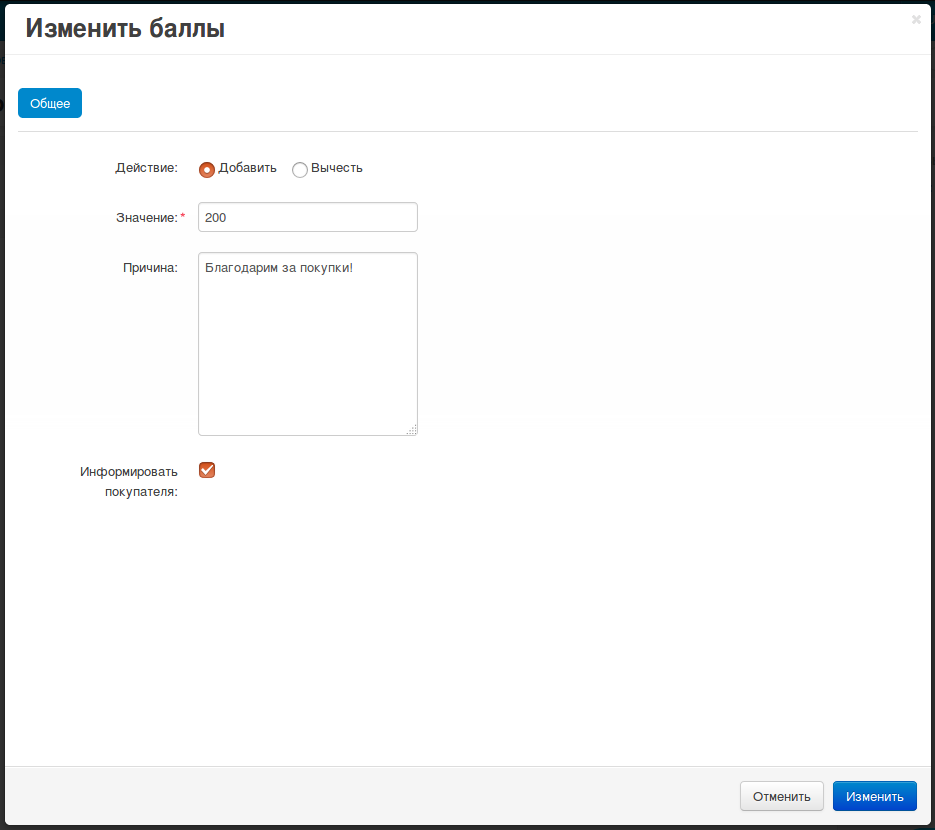 Изменить баллы
Общее
Действие: Добавить Вычесть
Значение:* 200
Причина: Благодарим за покупки!
Информировать
покупателя:
Отменить Изменить